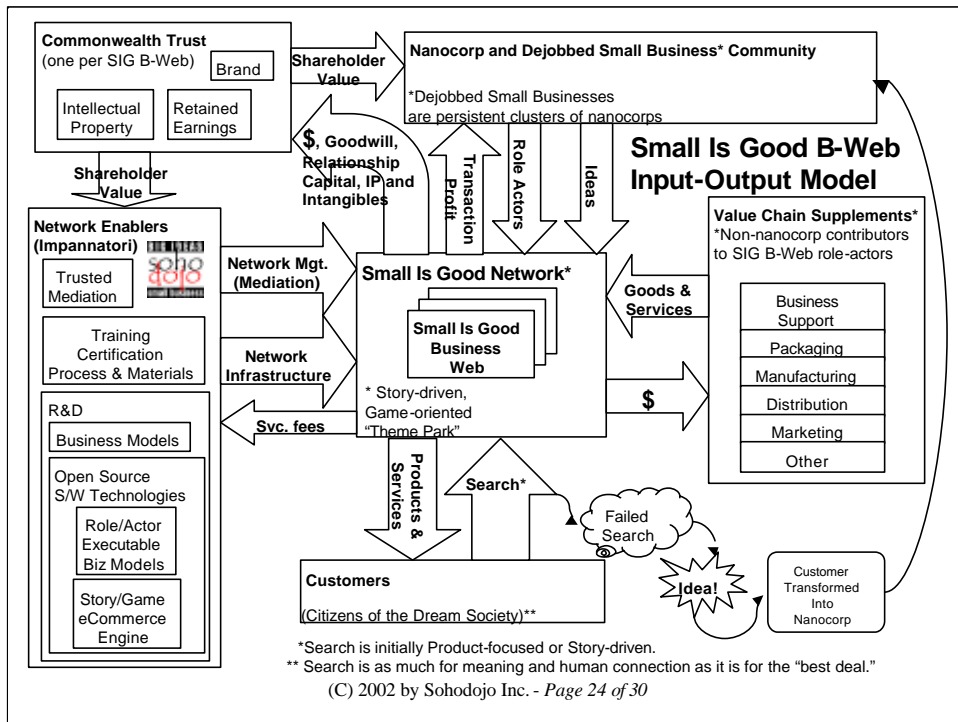 Commonwealth Trust
(one per SIG B-Web)
Brand
Intellectual
Property
Retained
Earnings
Shareholder
Value
Nanocorp and Dejobbed Small Business* Community
*Dejobbed Small Businesses
are persistent clusters of nanocorps
Shareholder
Value
$, Goodwill,
Relationship
Capital, IP and
Intangibles
Transaction
Profit
Role Actors
Ideas
Small Is Good B-Web
Input-Output Model
Network Enablers
(Impannatori)
BIG IDEAS
soho
dojo
Trusted
Mediation
Training
Certification
Process & Materials
R&D
Business Models
Open Source
S/W Technologies
Role/Actor
Executable
Biz Models
Story/Game
eCommerce
Engine
Network Mgt.
(Mediation)
Network
Infrastructure
Svc. fees
Small Is Good Network*
Small Is Good
Business
Web
* Story-driven,
Game-oriented
“Theme Park”
Goods &
Services
$
Value Chain Supplements*
*Non-nanocorp contributors
to SIG B-Web role-actors
Business
Support
Packaging
Manufacturing
Distribution
Marketing
Other
Products &
Services
Search*
Failed
Search
Idea!
Customer
Transformed
Into
Nanocorp
Customers
(Citizens of the Dream Society)**
*Search is initially Product-focused or Story-driven.
** Search is as much for meaning and human connection as it is for the “best deal.”
(C) 2002 by Sohodojo Inc. - Page 24 of 30